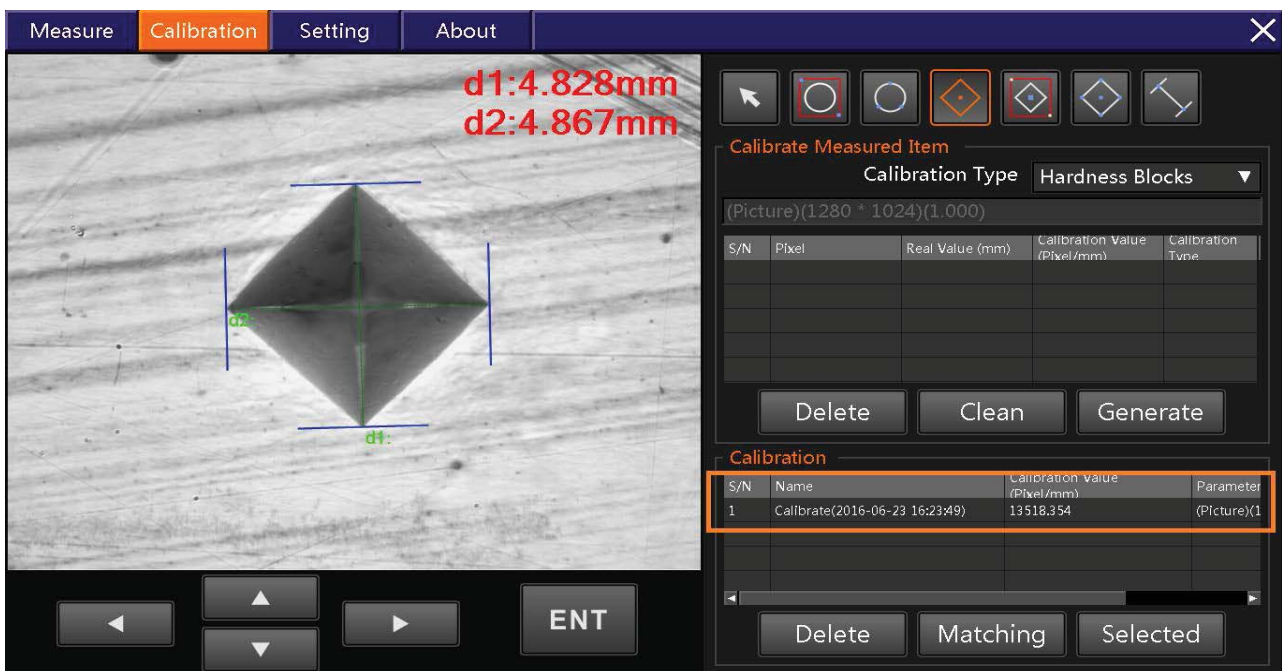 Measure Calibration Setting About
d1:4.828mm
d2:4.867mm
d2:
d1:
ENT
Calibrate Measured Item
Calibration Type Hardness Blocks
(Picture)(1280 * 1024)(1.000)
S/N Pixel Real Value (mm) Calibration Value (Pixel/mm) Calibration Type
Delete Clean Generate
Calibration
S/N Name Calibration Value (Pixel/mm) Parameter
1 Calibrate(2016-06-23 16:23:49) 13518.354 (Picture)(1
Delete Matching Selected